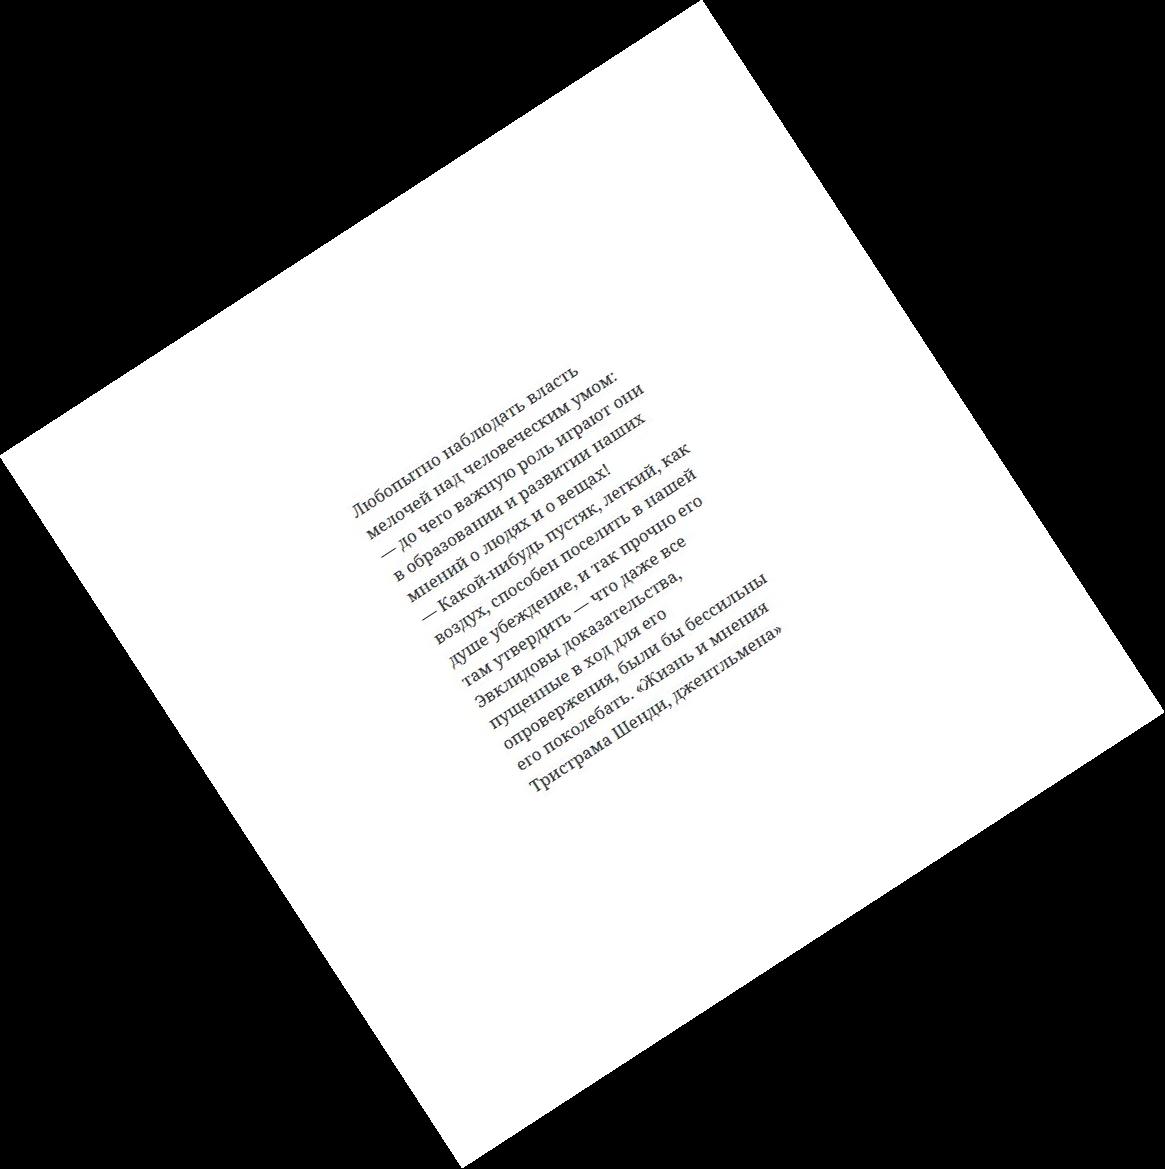 Любопытно наблюдать власть
мелочей над человеческим умом:
— до чего важную роль играют они
в образовании и развитии наших
мнений о людях и о вещах!
— Какой-нибудь пустяк, легкий, как
воздух, способен поселить в нашей
душе убеждение, и так прочно его
там утвердить — что даже все
Эвклидовы доказательства,
пущенные в ход для его
опровержения, были бы бессильны
его поколебать. «Жизнь и мнения
Тристрама Шенди, джентльмена»